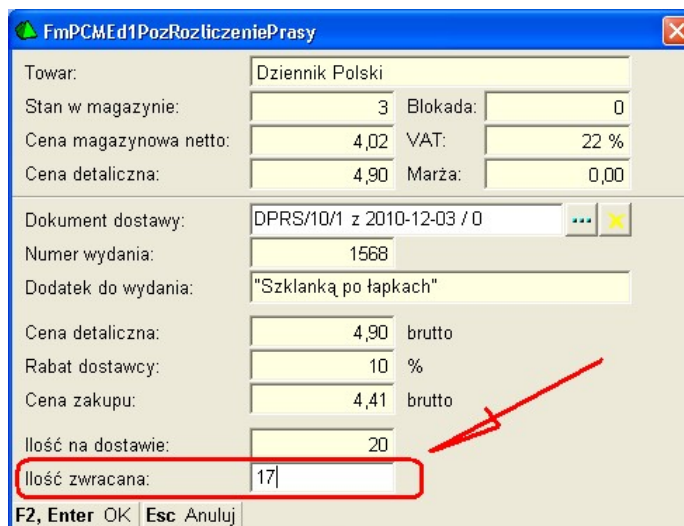 FmPCMEd1PozRozliczeniePrasy
Towar: Dziennik Polski
Stan w magazynie: 3 Blokada: 0
Cena magazynowa netto: 4,02 VAT: 22 %
Cena detaliczna: 4,90 Marża: 0,00
Dokument dostawy: DPRS/10/1 z 2010-12-03 / 0 ...
Numer wydania: 1568
Dodatek do wydania: "Szklanką po łapkach"
Cena detaliczna: 4,90 brutto
Rabat dostawcy: 10 %
Cena zakupu: 4,41 brutto
Ilość na dostawie: 20
Ilość zwracana: 17
F2, Enter OK Esc Anuluj